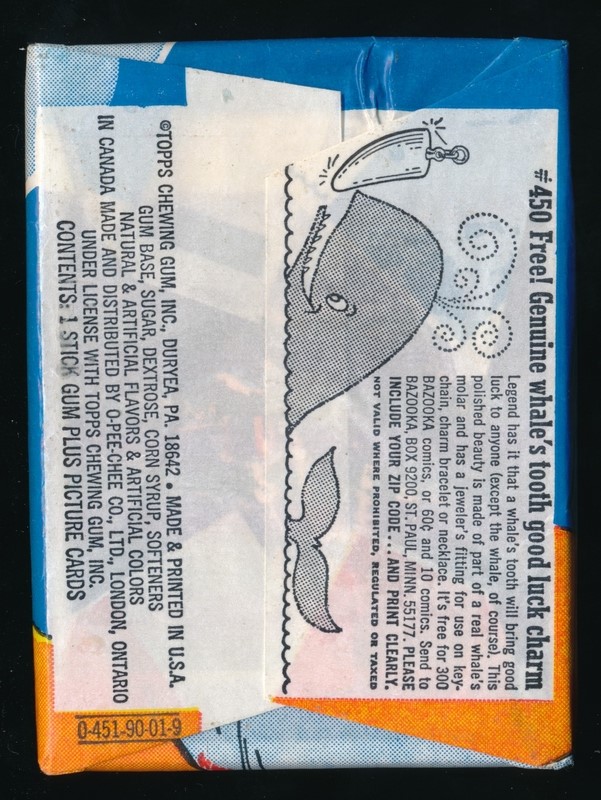 #450 Free! Genuine whale's tooth good luck charm
Legend has it that a whale's tooth will bring good
luck to anyone (except the whale, of course). This
polished beauty is made of part of a real whale's
molar and has a jeweler's fitting for use on key-
chain, charm bracelet or necklace. It's free for 300
BAZOOKA comics, or 60¢ and 10 comics. Send to
BAZOOKA, BOX 9200, ST. PAUL, MINN. 55177. PLEASE
INCLUDE YOUR ZIP CODE... AND PRINT CLEARLY.
NOT VALID WHERE PROHIBITED, REGULATED OR TAXED
©TOPPS CHEWING GUM, INC., DURYEA, PA. 18642 • MADE & PRINTED IN U.S.A.
GUM BASE, SUGAR, DEXTROSE, CORN SYRUP, SOFTENERS
NATURAL & ARTIFICIAL FLAVORS & ARTIFICIAL COLORS
IN CANADA MADE AND DISTRIBUTED BY O-PEE-CHEE CO., LTD., LONDON, ONTARIO
UNDER LICENSE WITH TOPPS CHEWING GUM, INC.
CONTENTS: 1 STICK GUM PLUS PICTURE CARDS
0-451-90-01-9